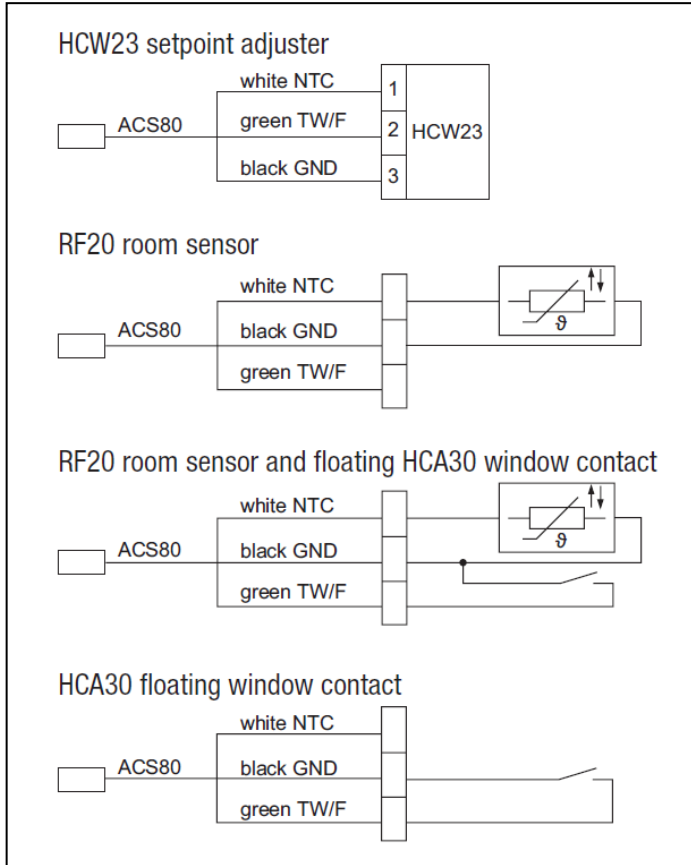 HCW23 setpoint adjuster
white NTC
1
ACS80
green TW/F
2
HCW23
black GND
3
RF20 room sensor
white NTC
ACS80
black GND
ϑ
green TW/F
RF20 room sensor and floating HCA30 window contact
white NTC
ACS80
black GND
ϑ
green TW/F
HCA30 floating window contact
white NTC
ACS80
black GND
green TW/F